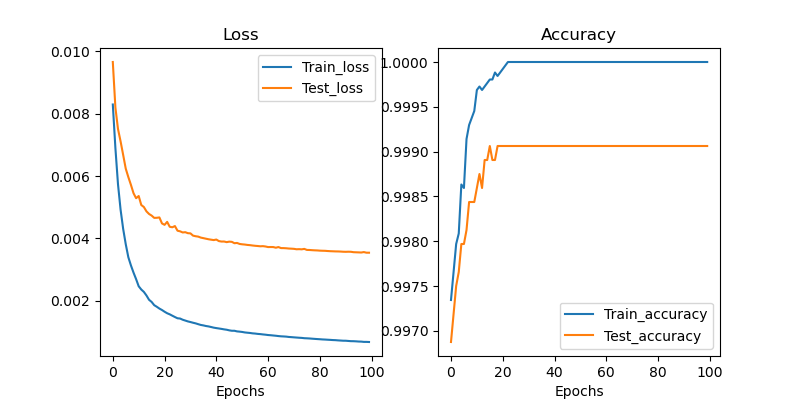 Loss
0.010
0.008
0.006
0.004
0.002
Train_loss
Test_loss
0 20 40 60 80 100
Epochs
Accuracy
1.0000
0.9995
0.9990
0.9985
0.9980
0.9975
0.9970
Train_accuracy
Test_accuracy
0 20 40 60 80 100
Epochs